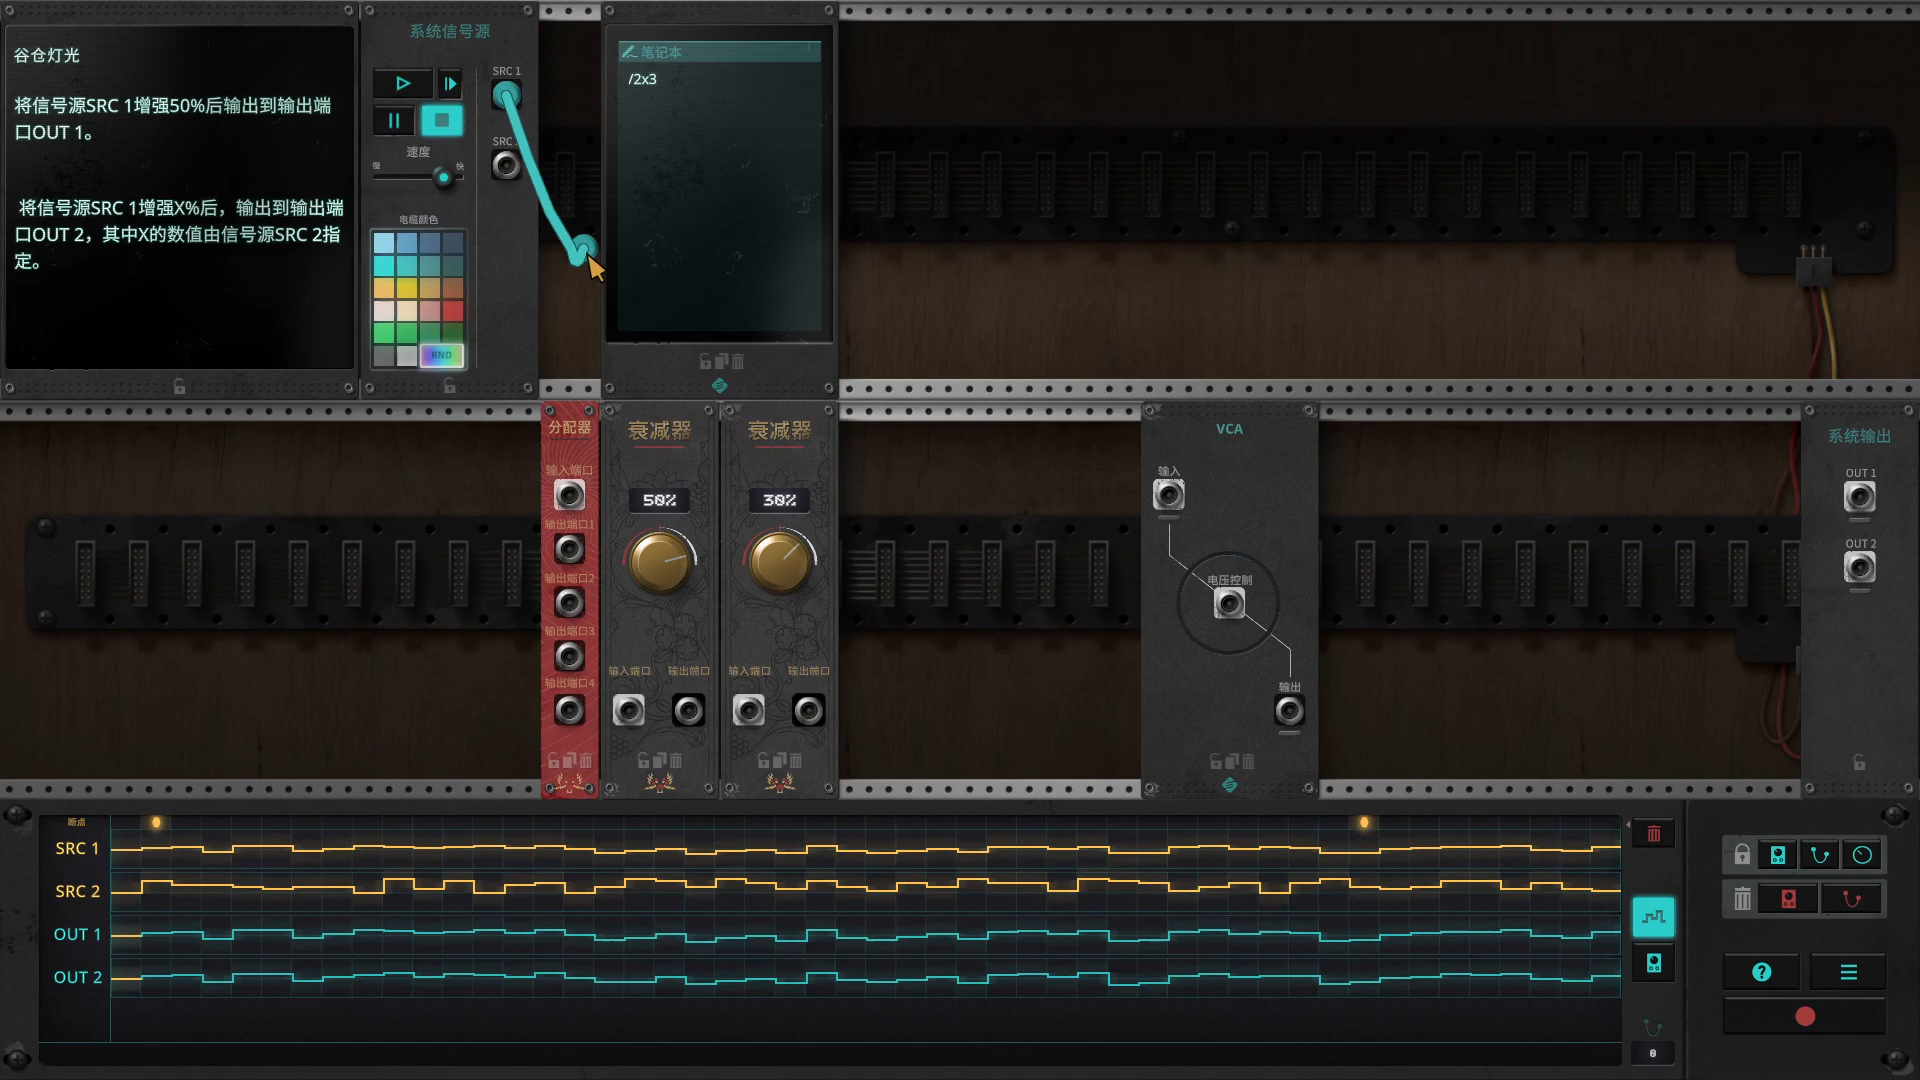 谷仓灯光
将信号源SRC 1增强50%后输出到输出端
口OUT 1。
将信号源SRC 1增强X%后，输出到输出端
口OUT 2，其中X的数值由信号源SRC 2指
定。
系统信号源
SRC 1
SRC
速度
慢
快
电缆颜色
RND
笔记本
/2x3
分配器
输入端口
输出端口1
输出端口2
输出端口3
输出端口4
衰减器
50%
输入端口
输出端口
衰减器
30%
输入端口
输出端口
VCA
输入
电压控制
输出
系统输出
OUT 1
OUT 2
断点
SRC 1
SRC 2
OUT 1
OUT 2
0